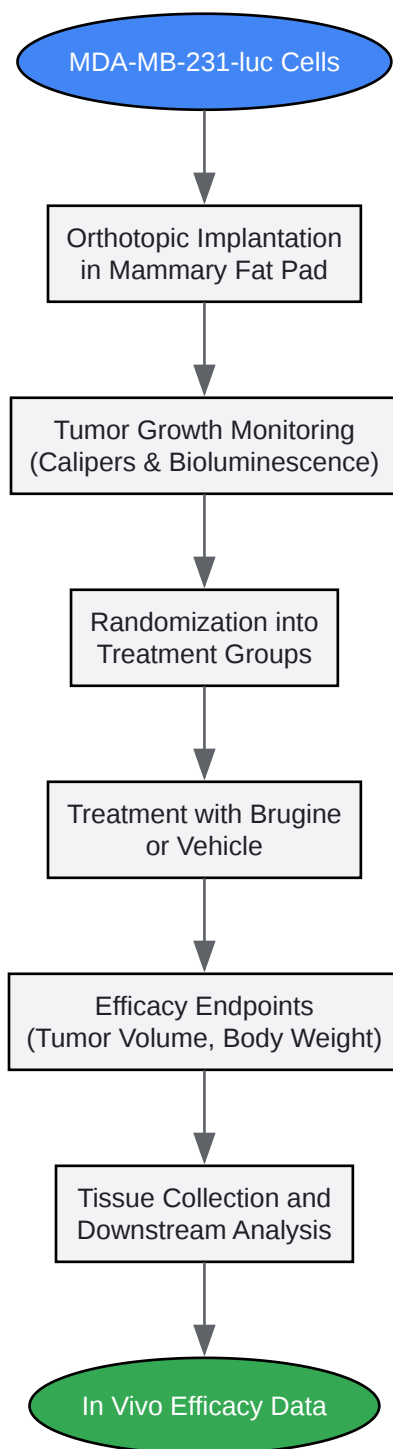 MDA-MB-231-luc Cells
Orthotopic Implantation
in Mammary Fat Pad
Tumor Growth Monitoring
(Calipers & Bioluminescence)
Randomization into
Treatment Groups
Treatment with Brugine
or Vehicle
Efficacy Endpoints
(Tumor Volume, Body Weight)
Tissue Collection and
Downstream Analysis
In Vivo Efficacy Data